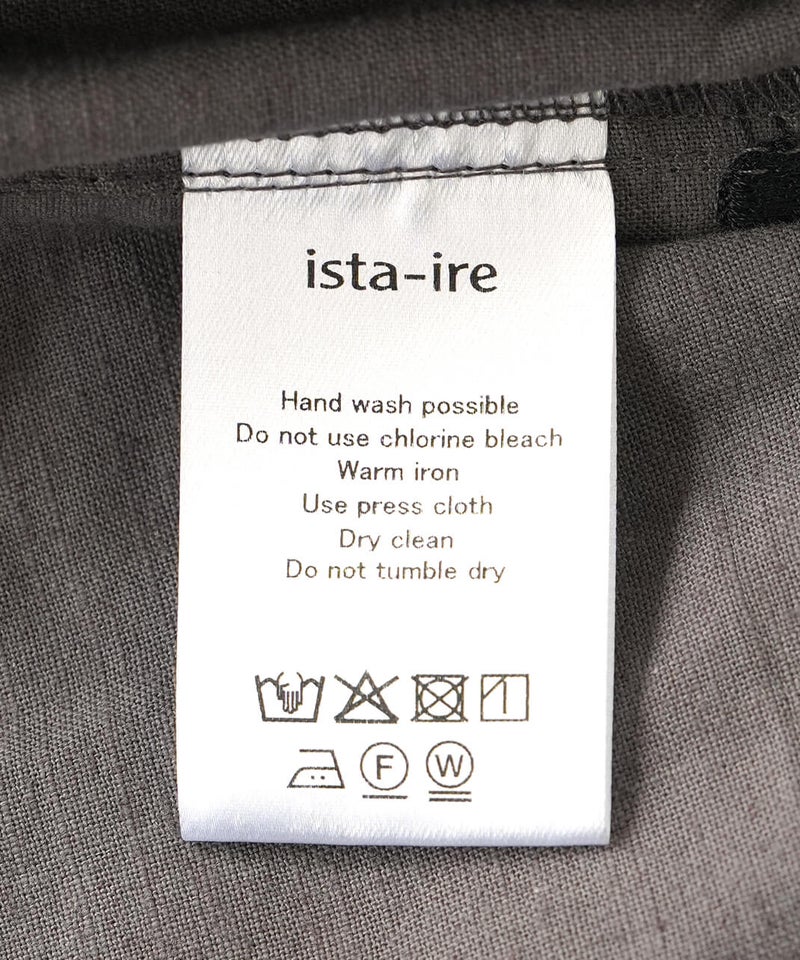 ista-ire
Hand wash possible
Do not use chlorine bleach
Warm iron
Use press cloth
Dry clean
Do not tumble dry
F W